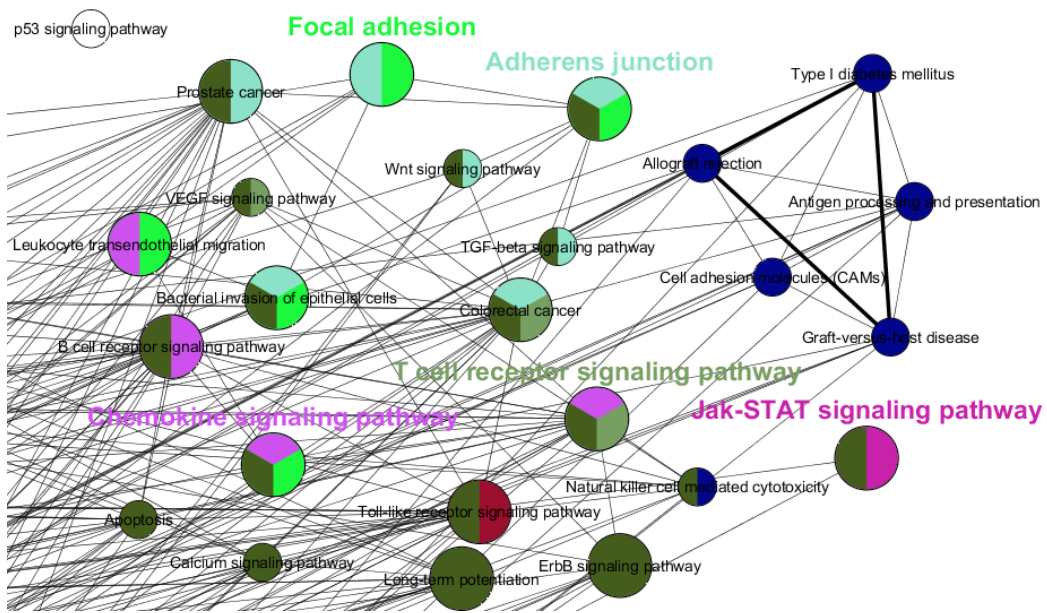 p53 signaling pathway
Focal adhesion
Adherens junction
Type I diabetes mellitus
Prostate cancer
Allograft rejection
Wnt signaling pathway
VEGF signaling pathway
Antigen processing and presentation
Leukocyte transendothelial migration
TGF-beta signaling pathway
Cell adhesion molecules (CAMs)
Bacterial invasion of epithelial cells
Colorectal cancer
Graft-versus-host disease
B cell receptor signaling pathway
T cell receptor signaling pathway
Chemokine signaling pathway
Jak-STAT signaling pathway
Natural killer cell mediated cytotoxicity
Toll-like receptor signaling pathway
Apoptosis
Calcium signaling pathway
ErbB signaling pathway
Long-term potentiation